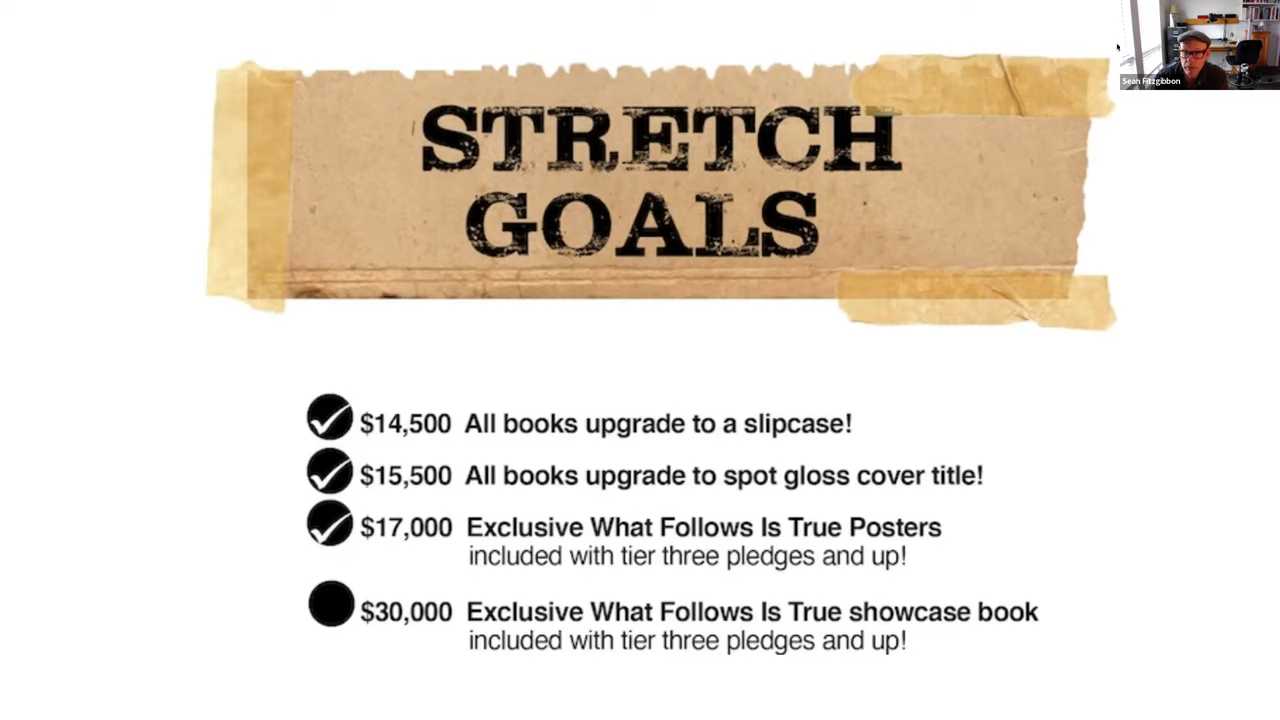 Sean Fitzgibbon
STRETCH
GOALS
$14,500 All books upgrade to a slipcase!
$15,500 All books upgrade to spot gloss cover title!
$17,000 Exclusive What Follows Is True Posters
included with tier three pledges and up!
$30,000 Exclusive What Follows Is True showcase book
included with tier three pledges and up!